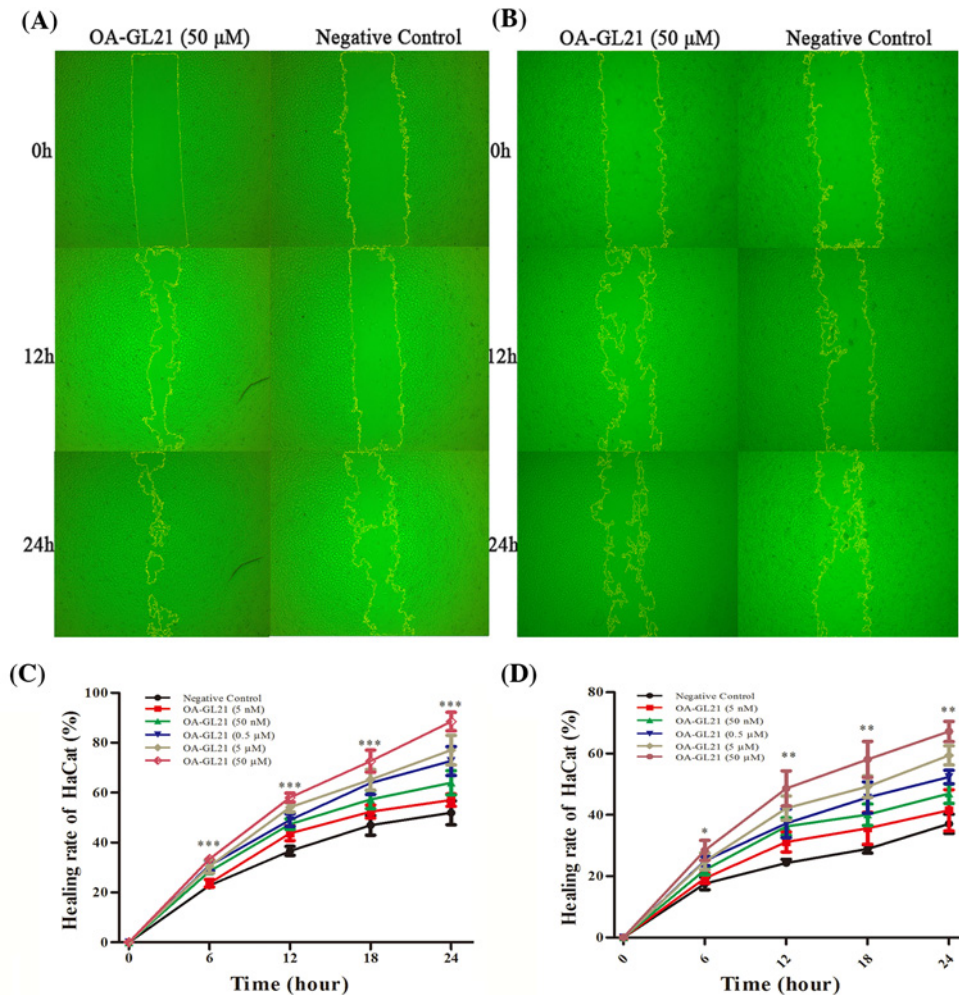 (A)
OA-GL21 (50 μM) Negative Control
0h
12h
24h
(B)
OA-GL21 (50 μM) Negative Control
0h
12h
24h
(C)
Healing rate of HaCat (%)
100
80
60
40
20
0
Negative Control
OA-GL21 (5 nM)
OA-GL21 (50 nM)
OA-GL21 (0.5 μM)
OA-GL21 (5 μM)
OA-GL21 (50 μM)
***
***
***
***
0 6 12 18 24
Time (hour)
(D)
Healing rate of HaCat (%)
80
60
40
20
0
Negative Control
OA-GL21 (5 nM)
OA-GL21 (50 nM)
OA-GL21 (0.5 μM)
OA-GL21 (5 μM)
OA-GL21 (50 μM)
*
**
**
**
0 6 12 18 24
Time (hour)